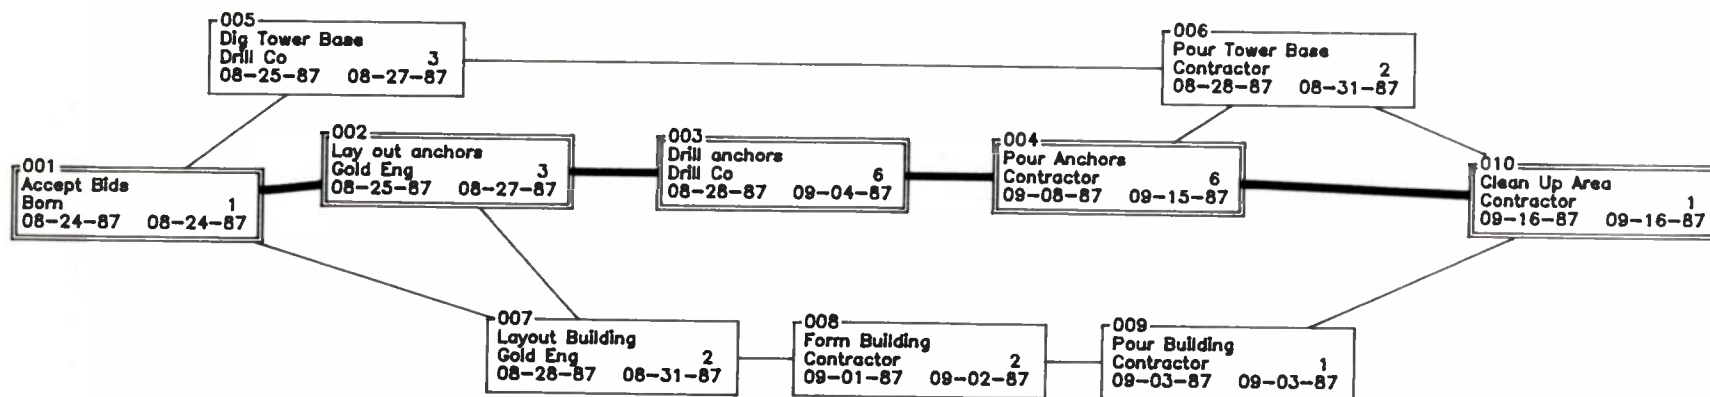 005
Dig Tower Base
Drill Co 3
08-25-87 08-27-87
006
Pour Tower Base
Contractor 2
08-28-87 08-31-87
001
Accept Bids
Born 1
08-24-87 08-24-87
002
Lay out anchors
Gold Eng 3
08-25-87 08-27-87
003
Drill anchors
Drill Co 6
08-28-87 09-04-87
004
Pour Anchors
Contractor 6
09-08-87 09-15-87
010
Clean Up Area
Contractor 1
09-16-87 09-16-87
007
Layout Building
Gold Eng 2
08-28-87 08-31-87
008
Form Building
Contractor 2
09-01-87 09-02-87
009
Pour Building
Contractor 1
09-03-87 09-03-87